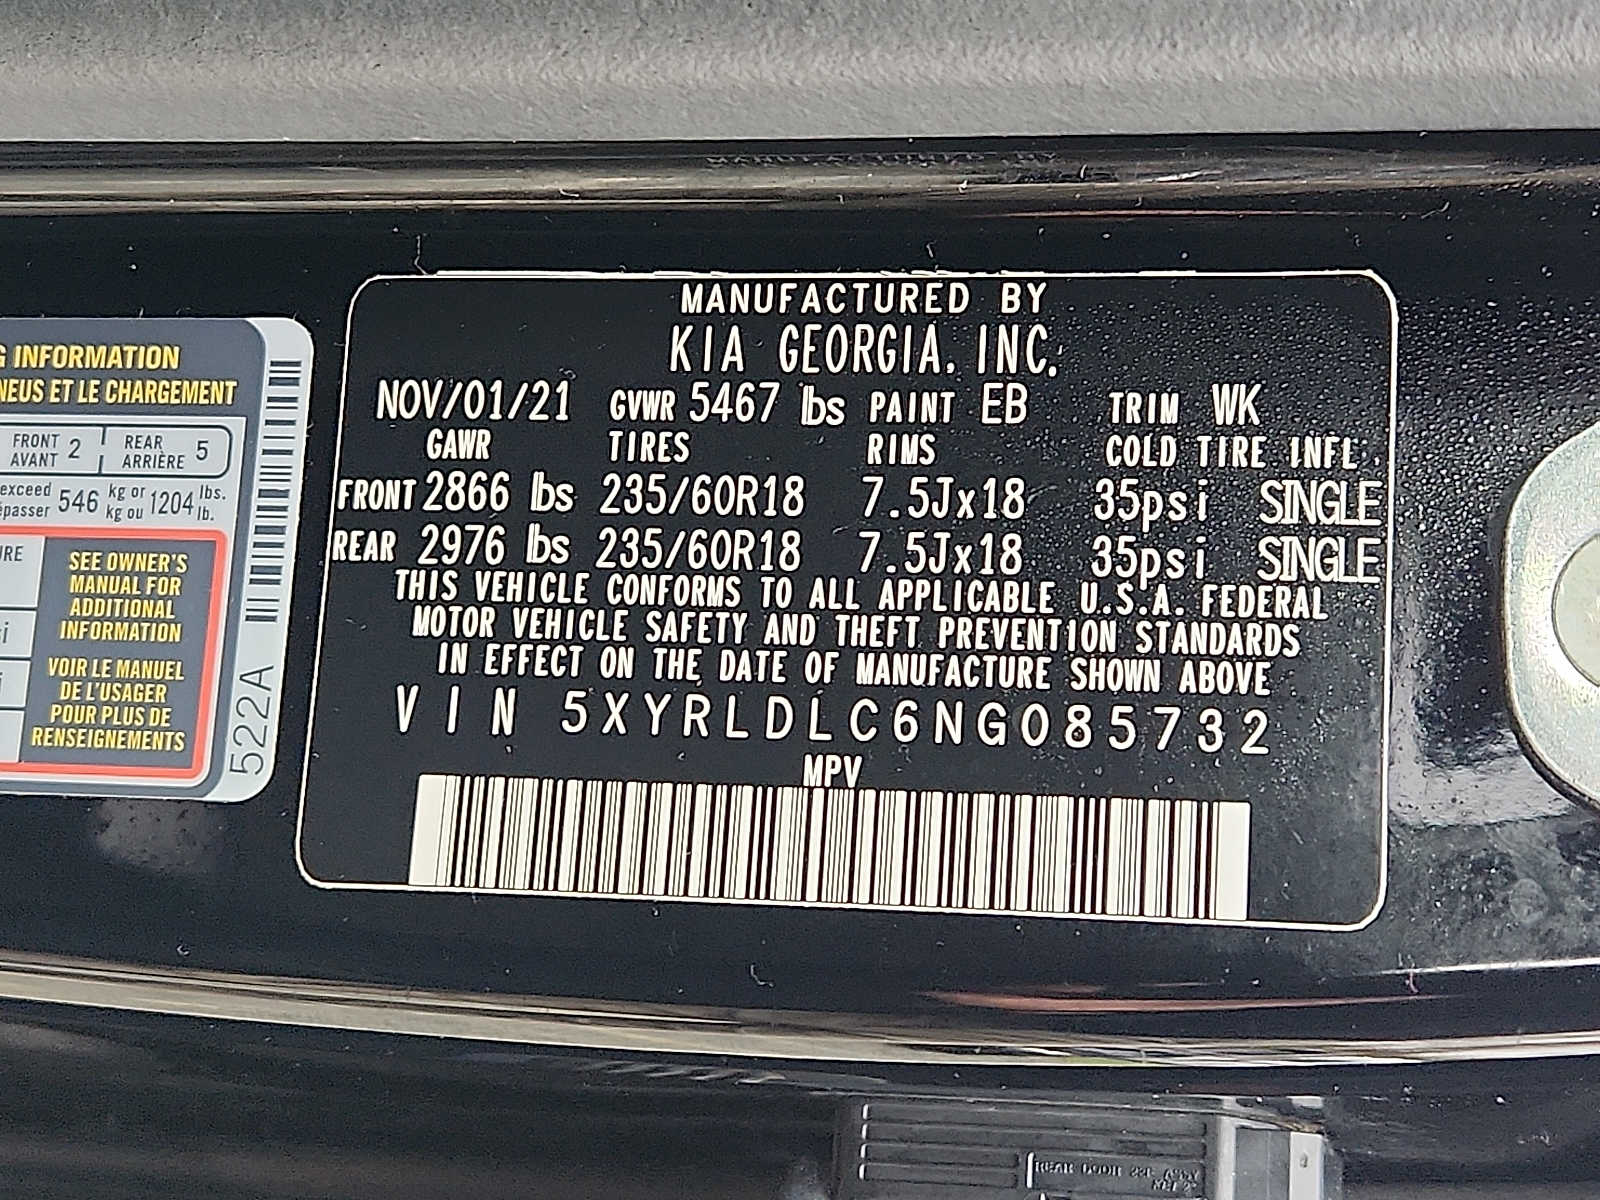 MANUFACTURED BY
KIA GEORGIA, INC.
NOV/01/21 GVWR 5467 lbs PAINT EB TRIM WK
GAWR TIRES RIMS COLD TIRE INFL.
FRONT 2866 lbs 235/60R18 7.5Jx18 35psi SINGLE
REAR 2976 lbs 235/60R18 7.5Jx18 35psi SINGLE
THIS VEHICLE CONFORMS TO ALL APPLICABLE U.S.A. FEDERAL
MOTOR VEHICLE SAFETY AND THEFT PREVENTION STANDARDS
IN EFFECT ON THE DATE OF MANUFACTURE SHOWN ABOVE
VIN 5XYRLDLC6NG085732
MPV
G INFORMATION
NEUS ET LE CHARGEMENT
FRONT
AVANT 2
REAR
ARRIÈRE 5
exceed 546 kg or 1204 lbs.
épasser kg ou lb.
URE
SEE OWNER'S
MANUAL FOR
ADDITIONAL
INFORMATION
VOIR LE MANUEL
DE L'USAGER
POUR PLUS DE
RENSEIGNEMENTS
522A